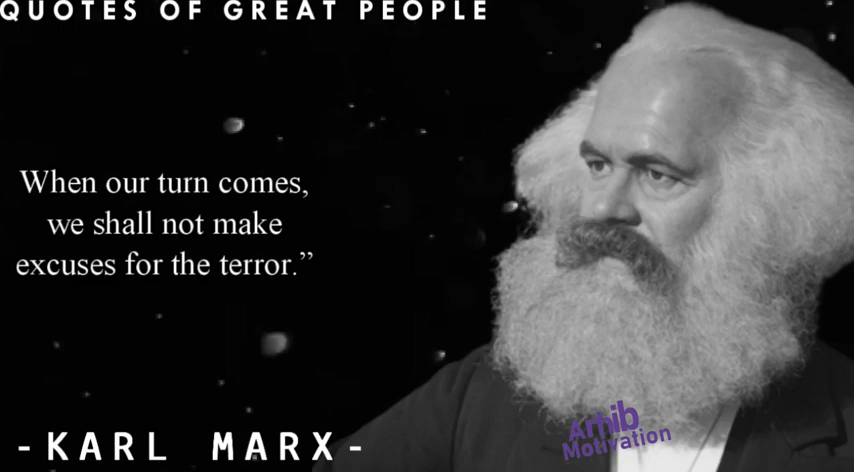 QUOTES OF GREAT PEOPLE
When our turn comes,
we shall not make
excuses for the terror.”
-KARL MARX-
Arhib
Motivation